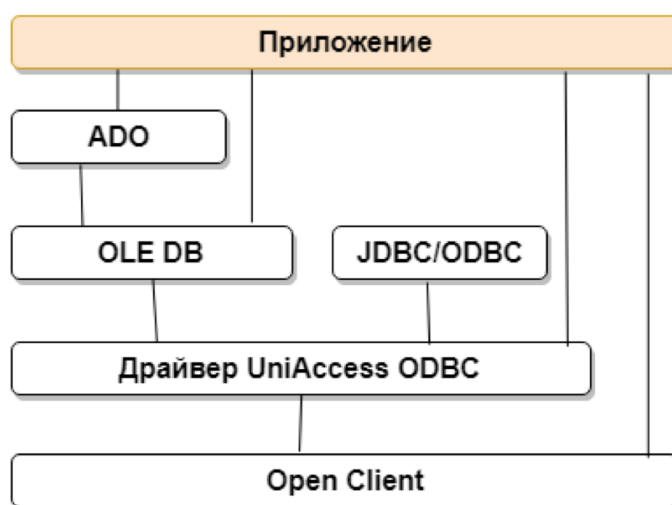 Приложение
ADO
OLE DB
JDBC/ODBC
Драйвер UniAccess ODBC
Open Client